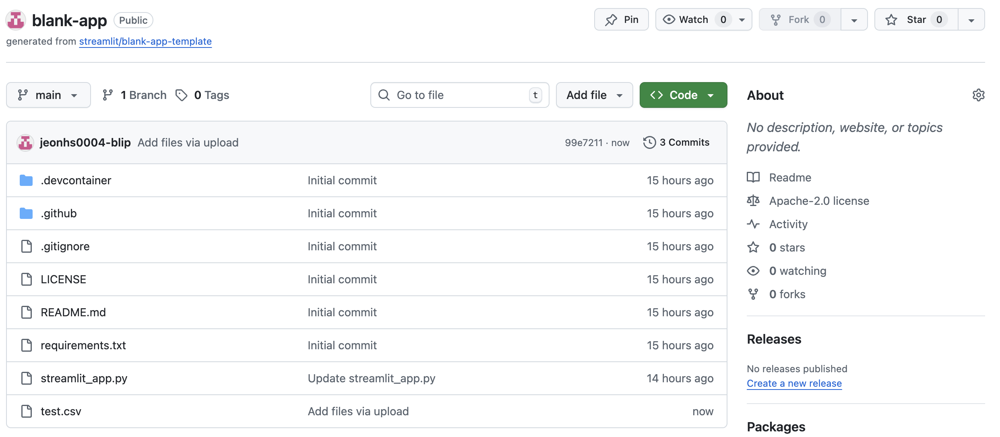 blank-app Public
Pin Watch 0 Fork 0 Star 0
generated from streamlit/blank-app-template
main 1 Branch 0 Tags
Go to file t Add file Code
jeonhs0004-blip Add files via upload 99e7211 · now 3 Commits
.devcontainer Initial commit 15 hours ago
.github Initial commit 15 hours ago
.gitignore Initial commit 15 hours ago
LICENSE Initial commit 15 hours ago
README.md Initial commit 15 hours ago
requirements.txt Initial commit 15 hours ago
streamlit_app.py Update streamlit_app.py 14 hours ago
test.csv Add files via upload now
About
No description, website, or topics
provided.
Readme
Apache-2.0 license
Activity
0 stars
0 watching
0 forks
Releases
No releases published
Create a new release
Packages